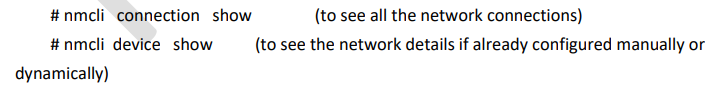 # nmcli connection show (to see all the network connections)
# nmcli device show (to see the network details if already configured manually or
dynamically)